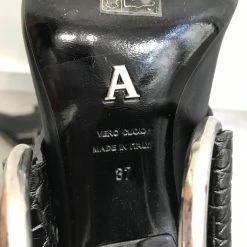 A
VERO CUOIO
MADE IN ITALY
37